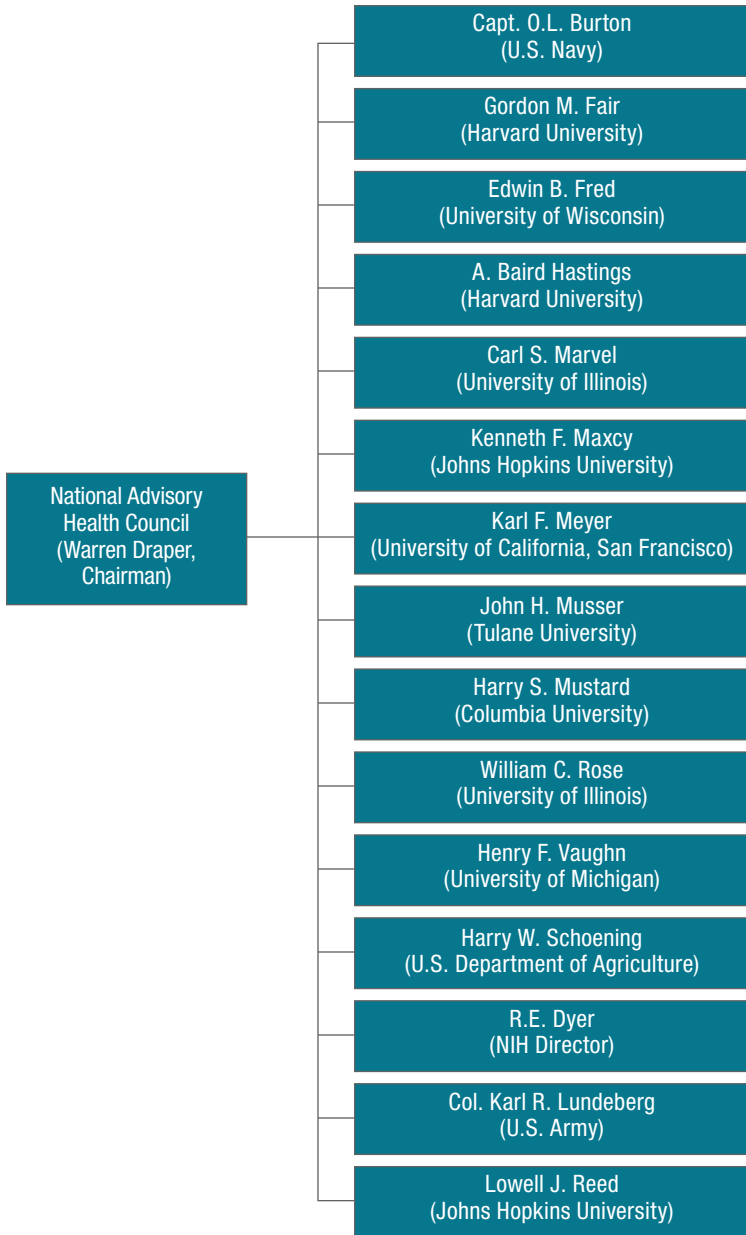 Capt. O.L. Burton
(U.S. Navy)
Gordon M. Fair
(Harvard University)
Edwin B. Fred
(University of Wisconsin)
A. Baird Hastings
(Harvard University)
Carl S. Marvel
(University of Illinois)
Kenneth F. Maxcy
(Johns Hopkins University)
National Advisory
Health Council
(Warren Draper,
Chairman)
Karl F. Meyer
(University of California, San Francisco)
John H. Musser
(Tulane University)
Harry S. Mustard
(Columbia University)
William C. Rose
(University of Illinois)
Henry F. Vaughn
(University of Michigan)
Harry W. Schoening
(U.S. Department of Agriculture)
R.E. Dyer
(NIH Director)
Col. Karl R. Lundeberg
(U.S. Army)
Lowell J. Reed
(Johns Hopkins University)